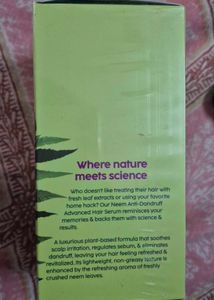 Where nature
meets science
Who doesn't like treating their hair with
fresh leaf extracts or using your favorite
home hack? Our Neem Anti-Dandruff
Advanced Hair Serum reminisces your
memories & backs them with science &
results.
A luxurious plant-based formula that soothes
scalp irritation, regulates sebum, & eliminates
dandruff, leaving your hair feeling refreshed &
revitalized. Its lightweight, non-greasy texture is
enhanced by the refreshing aroma of freshly
crushed neem leaves.